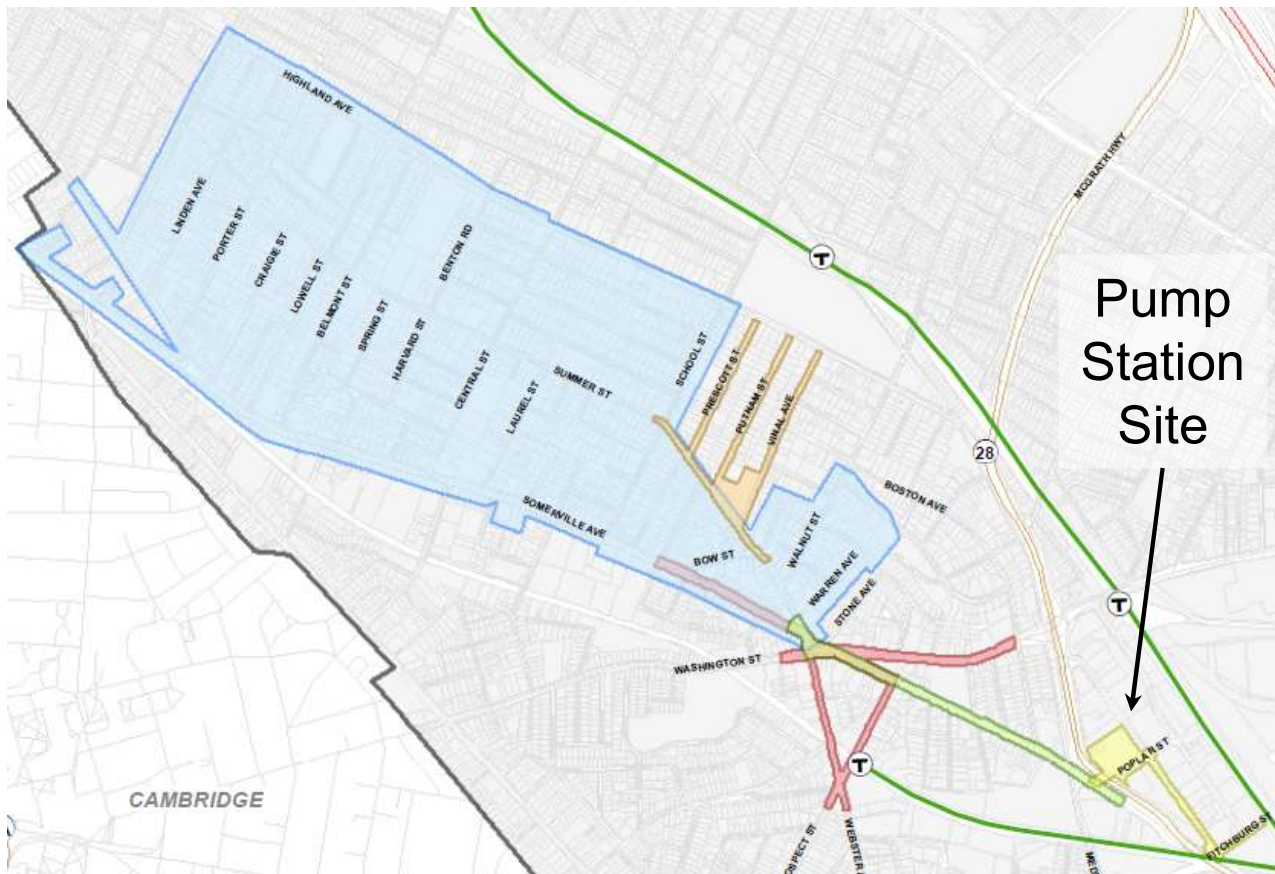 HIGHLAND AVE
LINDEN AVE
PORTER ST
CRAIGIE ST
LOWELL ST
BELMONT ST
SPRING ST
HARVARD ST
BENTON RD
CENTRAL ST
LAUREL ST
SUMMER ST
SCHOOL ST
PRESCOTT ST
PUTNAM ST
VINAL AVE
MCGRATH HWY
T
28
Pump
Station
Site
BOSTON AVE
SOMERVILLE AVE
BOW ST
WALNUT ST
WARREN AVE
STONE AVE
T
WASHINGTON ST
POPLAR ST
T
CAMBRIDGE
OSPECT ST
WEBSTER A
MED
FITCHBURG ST